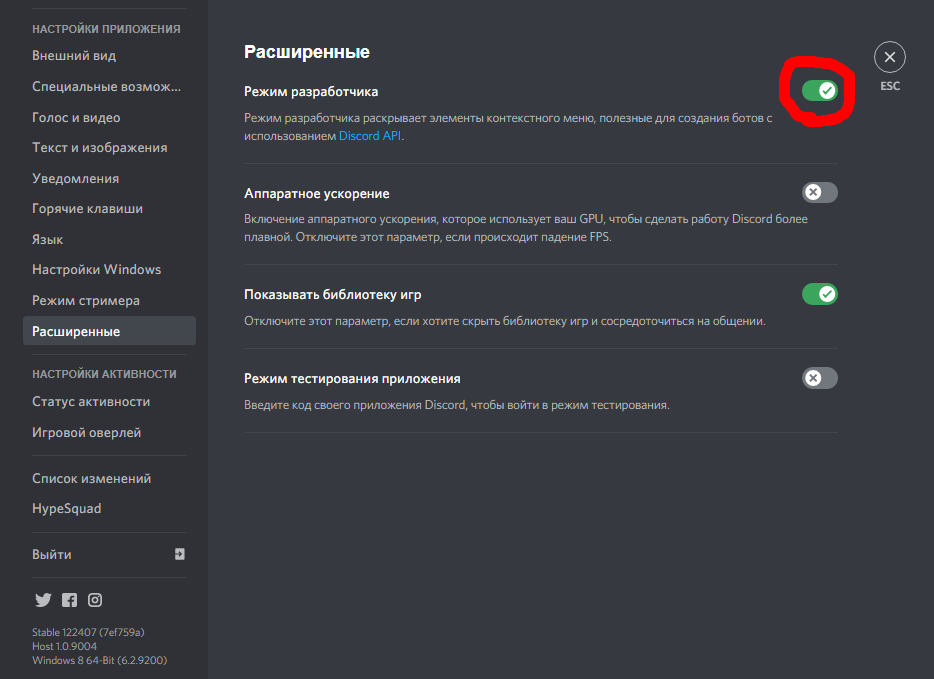 НАСТРОЙКИ ПРИЛОЖЕНИЯ
Внешний вид
Специальные возмож...
Голос и видео
Текст и изображения
Уведомления
Горячие клавиши
Язык
Настройки Windows
Режим стримера
Расширенные
НАСТРОЙКИ АКТИВНОСТИ
Статус активности
Игровой оверлей
Список изменений
HypeSquad
Выйти
Stable 122407 (7ef759a)
Host 1.0.9004
Windows 8 64-Bit (6.2.9200)
Расширенные
Режим разработчика
Режим разработчика раскрывает элементы контекстного меню, полезные для создания ботов с
использованием Discord API.
Аппаратное ускорение
Включение аппаратного ускорения, которое использует ваш GPU, чтобы сделать работу Discord более
плавной. Отключите этот параметр, если происходит падение FPS.
Показывать библиотеку игр
Отключите этот параметр, если хотите скрыть библиотеку игр и сосредоточиться на общении.
Режим тестирования приложения
Введите код своего приложения Discord, чтобы войти в режим тестирования.
ESC